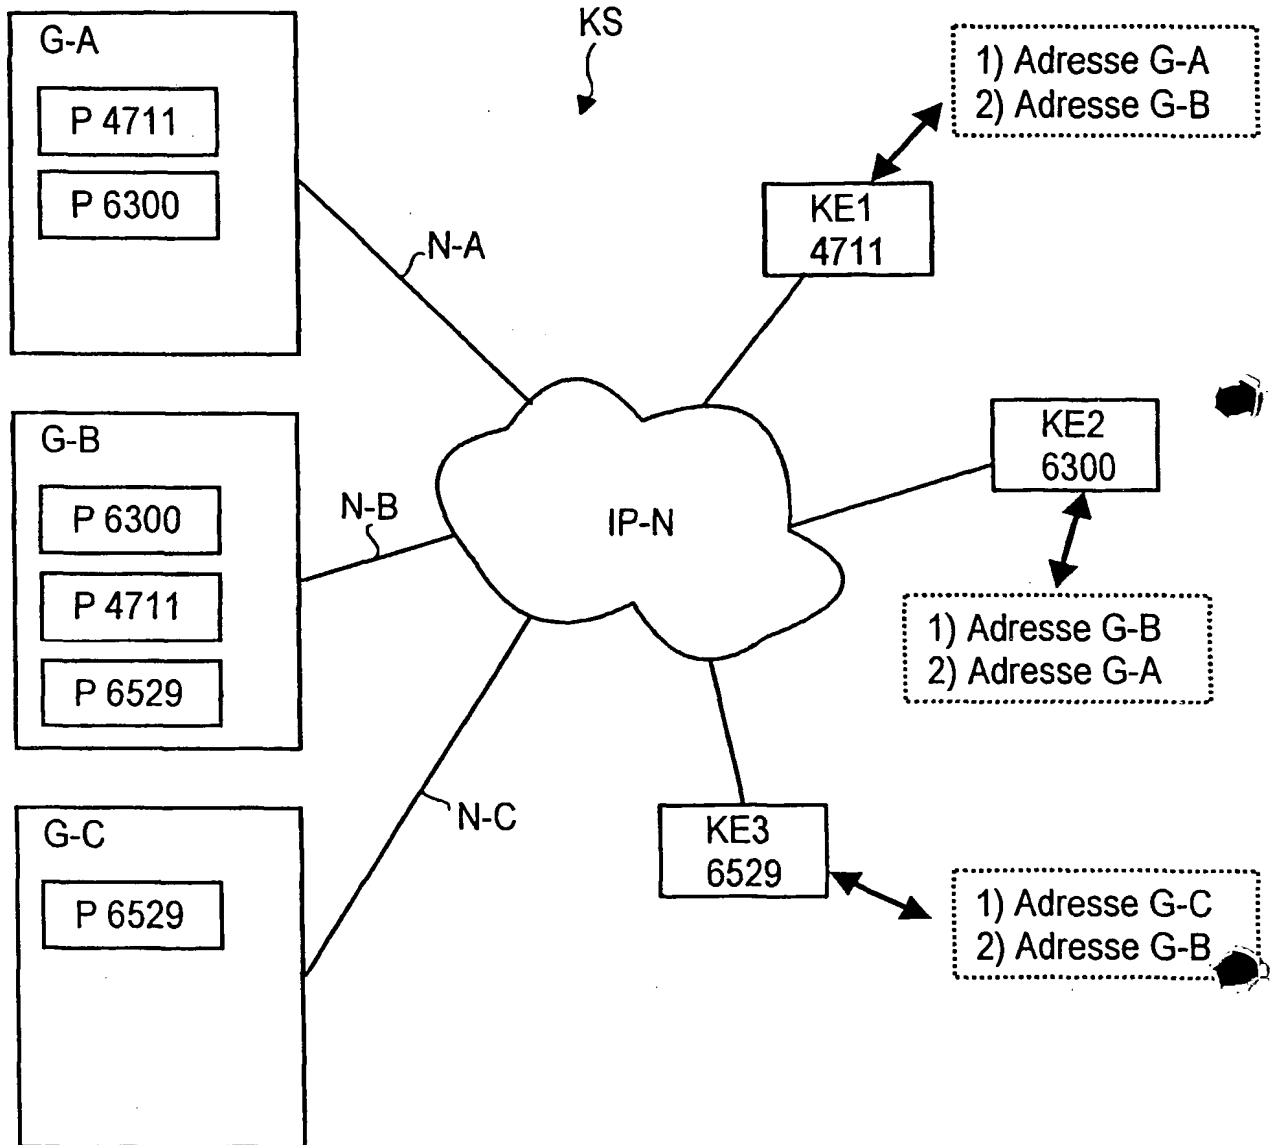 G-A
P 4711
P 6300
KS
1) Adresse G-A
2) Adresse G-B
KE1
4711
N-A
G-B
P 6300
P 4711
P 6529
N-B
IP-N
KE2
6300
1) Adresse G-B
2) Adresse G-A
G-C
P 6529
N-C
KE3
6529
1) Adresse G-C
2) Adresse G-B